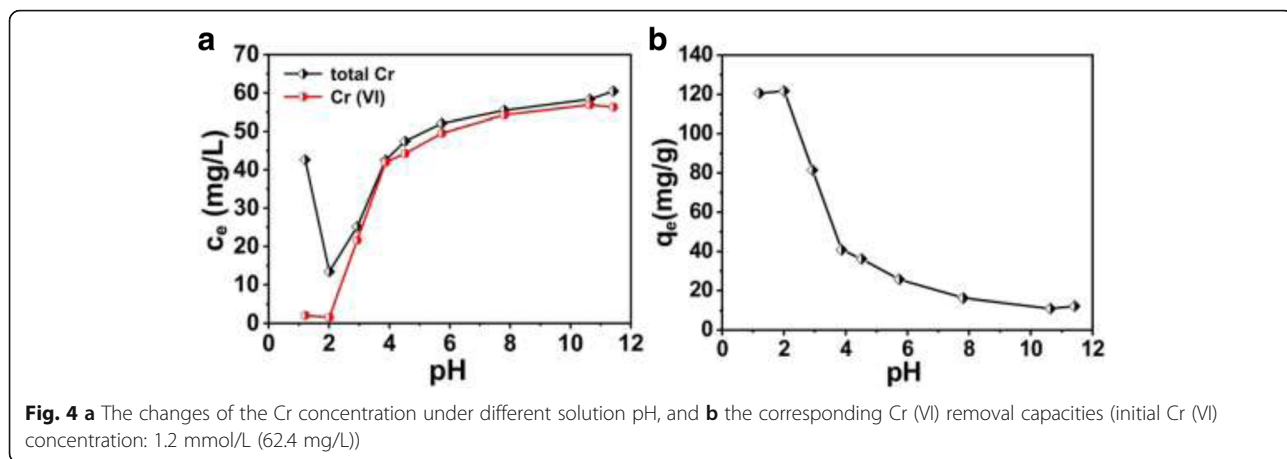 a
b
70
60
50
40
30
20
10
0
c_e (mg/L)
total Cr
Cr (VI)
0 2 4 6 8 10 12
pH
140
120
100
80
60
40
20
0
q_e(mg/g)
0 2 4 6 8 10 12
pH
Fig. 4 a The changes of the Cr concentration under different solution pH, and b the corresponding Cr (VI) removal capacities (initial Cr (VI)
concentration: 1.2 mmol/L (62.4 mg/L))